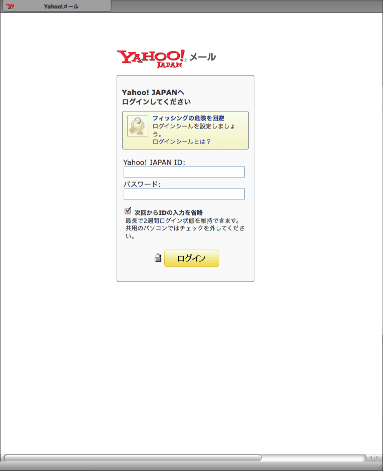 Yahoo!メール
YAHOO! JAPAN メール
Yahoo! JAPANへ
ログインしてください
フィッシングの危険を回避
ログインシールを設定しましょ
う。
ログインシールとは？
Yahoo! JAPAN ID:
パスワード:
次回からIDの入力を省略
最長で2週間ログイン状態を維持できます。
共用のパソコンではチェックを外してくださ
い。
ログイン